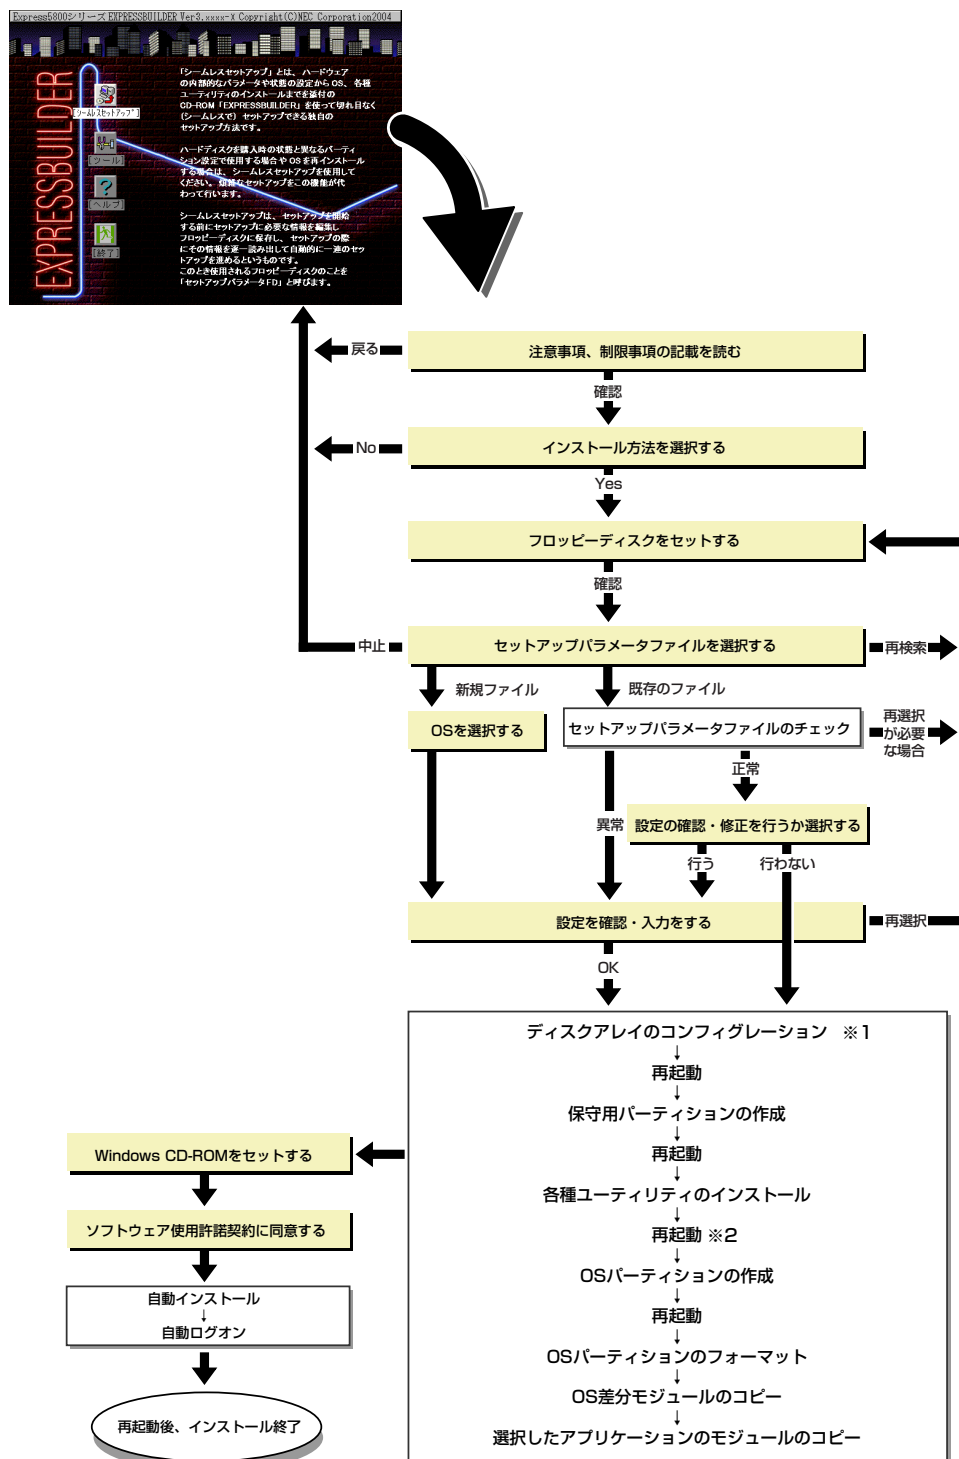 Express5800シリーズ EXPRESSBUILDER Ver3.xxxx-X Copyright(C)NEC Corporation2004
EXPRESSBUILDER
[シームレスセットアップ]
[ツール]
[ヘルプ]
[終了]
「シームレスセットアップ」とは、ハードウェア
の内部的なパラメータや状態の設定からOS、各種
ユーティリティのインストールまでを添付の
CD-ROM「EXPRESSBUILDER」を使って切れ目なく
(シームレスで) セットアップできる独自の
セットアップ方法です。
ハードディスクを購入時の状態と異なるパーティ
ション設定で使用する場合やOSを再インストール
する場合は、シームレスセットアップを使用して
ください。煩雑なセットアップをこの機能が代
わって行います。
シームレスセットアップは、セットアップを開始
する前にセットアップに必要な情報を編集し
フロッピーディスクに保存し、セットアップの際
にその情報を逐一読み出して自動的に一連のセッ
トアップを進めるというものです。
このとき使用されるフロッピーディスクのことを
「セットアップパラメータFD」と呼びます。
戻る
注意事項、制限事項の記載を読む
確認
No
インストール方法を選択する
Yes
フロッピーディスクをセットする
確認
中止
セットアップパラメータファイルを選択する
再検索
新規ファイル
既存のファイル
OSを選択する
セットアップパラメータファイルのチェック
再選択
が必要
な場合
正常
異常
設定の確認・修正を行うか選択する
行う
行わない
設定を確認・入力をする
再選択
OK
ディスクアレイのコンフィグレーション ※1
↓
再起動
↓
保守用パーティションの作成
↓
再起動
↓
各種ユーティリティのインストール
↓
再起動 ※2
↓
OSパーティションの作成
↓
再起動
↓
OSパーティションのフォーマット
↓
OS差分モジュールのコピー
↓
選択したアプリケーションのモジュールのコピー
Windows CD-ROMをセットする
ソフトウェア使用許諾契約に同意する
自動インストール
↓
自動ログオン
再起動後、インストール終了